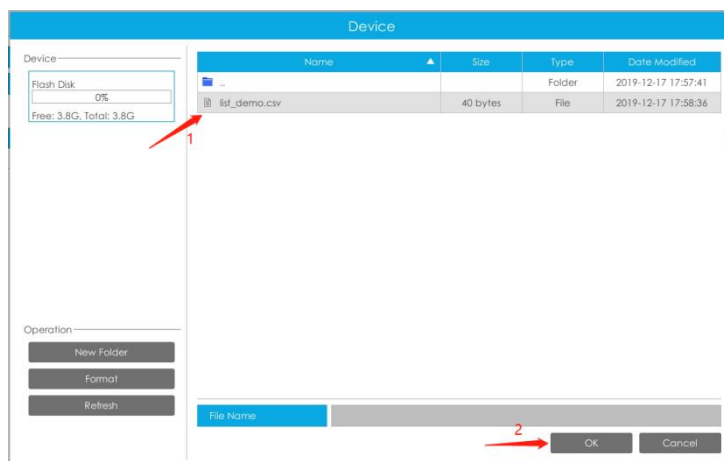 Device
Device
Flash Disk
0%
Free: 3.8G, Total: 3.8G
Name Size Type Date Modified
.. Folder 2019-12-17 17:57:41
list_demo.csv 40 bytes File 2019-12-17 17:58:36
1
Operation
New Folder
Format
Refresh
File Name
2
OK Cancel